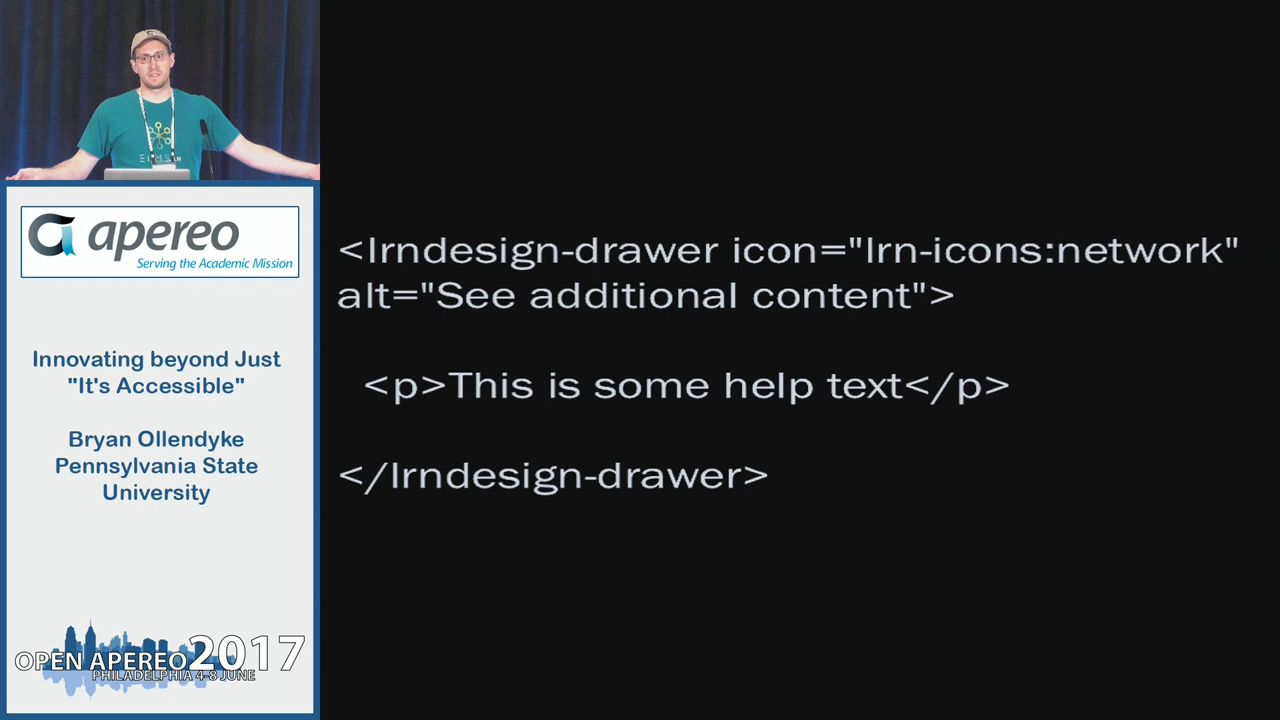 apereo
Serving the Academic Mission
Innovating beyond Just
"It's Accessible"
Bryan Ollendyke
Pennsylvania State
University
OPEN APEREO 2017
PHILADELPHIA 4-8 JUNE
<lrndesign-drawer icon="lrn-icons:network"
alt="See additional content">
<p>This is some help text</p>
</lrndesign-drawer>